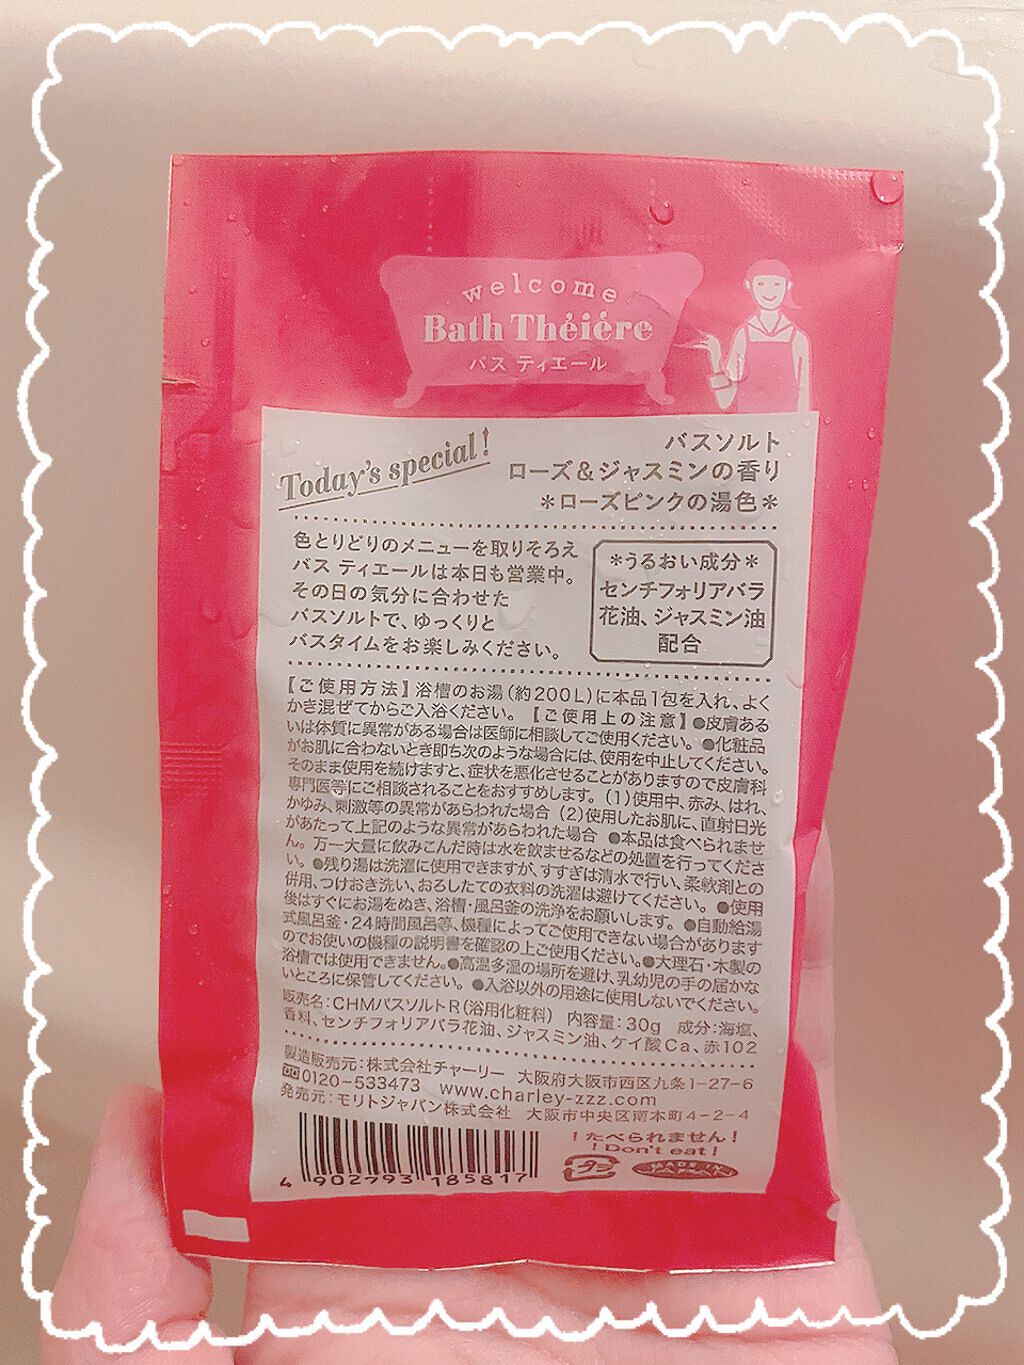 welcome
Bath Théière
バス ティエール
Today's special!
バスソルト
ローズ&ジャスミンの香り
*ローズピンクの湯色*
色とりどりのメニューを取りそろえ
バス ティエールは本日も営業中。
その日の気分に合わせた
バスソルトで、ゆっくりと
バスタイムをお楽しみください。
*うるおい成分*
センチフォリアバラ
花油、ジャスミン油
配合
【ご使用方法】浴槽のお湯(約200L)に本品1包を入れ、よく
かき混ぜてからご入浴ください。【ご使用上の注意】●皮膚ある
いは体質に異常がある場合は医師に相談してご使用ください。●化粧品
がお肌に合わないとき即ち次のような場合には、使用を中止してください。
そのまま使用を続けますと、症状を悪化させることがありますので皮膚科
専門医等にご相談されることをおすすめします。(1)使用中、赤み、はれ、
かゆみ、刺激等の異常があらわれた場合 (2)使用したお肌に、直射日光
があたって上記のような異常があらわれた場合 ●本品は食べられませ
ん。万一大量に飲みこんだ時は水を飲ませるなどの処置を行ってくださ
い。●残り湯は洗濯に使用できますが、すすぎは清水で行い、柔軟剤との
併用、つけおき洗い、おろしたての衣料の洗濯は避けてください。●使用
後はすぐにお湯をぬき、浴槽・風呂釜の洗浄をお願いします。●自動給湯
式風呂釜・24時間風呂等、機種によってご使用できない場合があります
のでお使いの機種の説明書を確認の上ご使用ください。●大理石・木製の
浴槽では使用できません。●高温多湿の場所を避け、乳幼児の手の届かな
いところに保管してください。●入浴以外の用途に使用しないでください。
販売名:CHMバスソルトR(浴用化粧料) 内容量:30g 成分:海塩、
香料、センチフォリアバラ花油、ジャスミン油、ケイ酸Ca、赤102
製造販売元:株式会社チャーリー 大阪府大阪市西区九条1-27-6
0120-533473 www.charley-zzz.com
発売元:モリトジャパン株式会社 大阪市中央区南本町4-2-4
!たべられません!
!Don't eat!
プラ
MADE IN
JAPAN
4 902793 185817